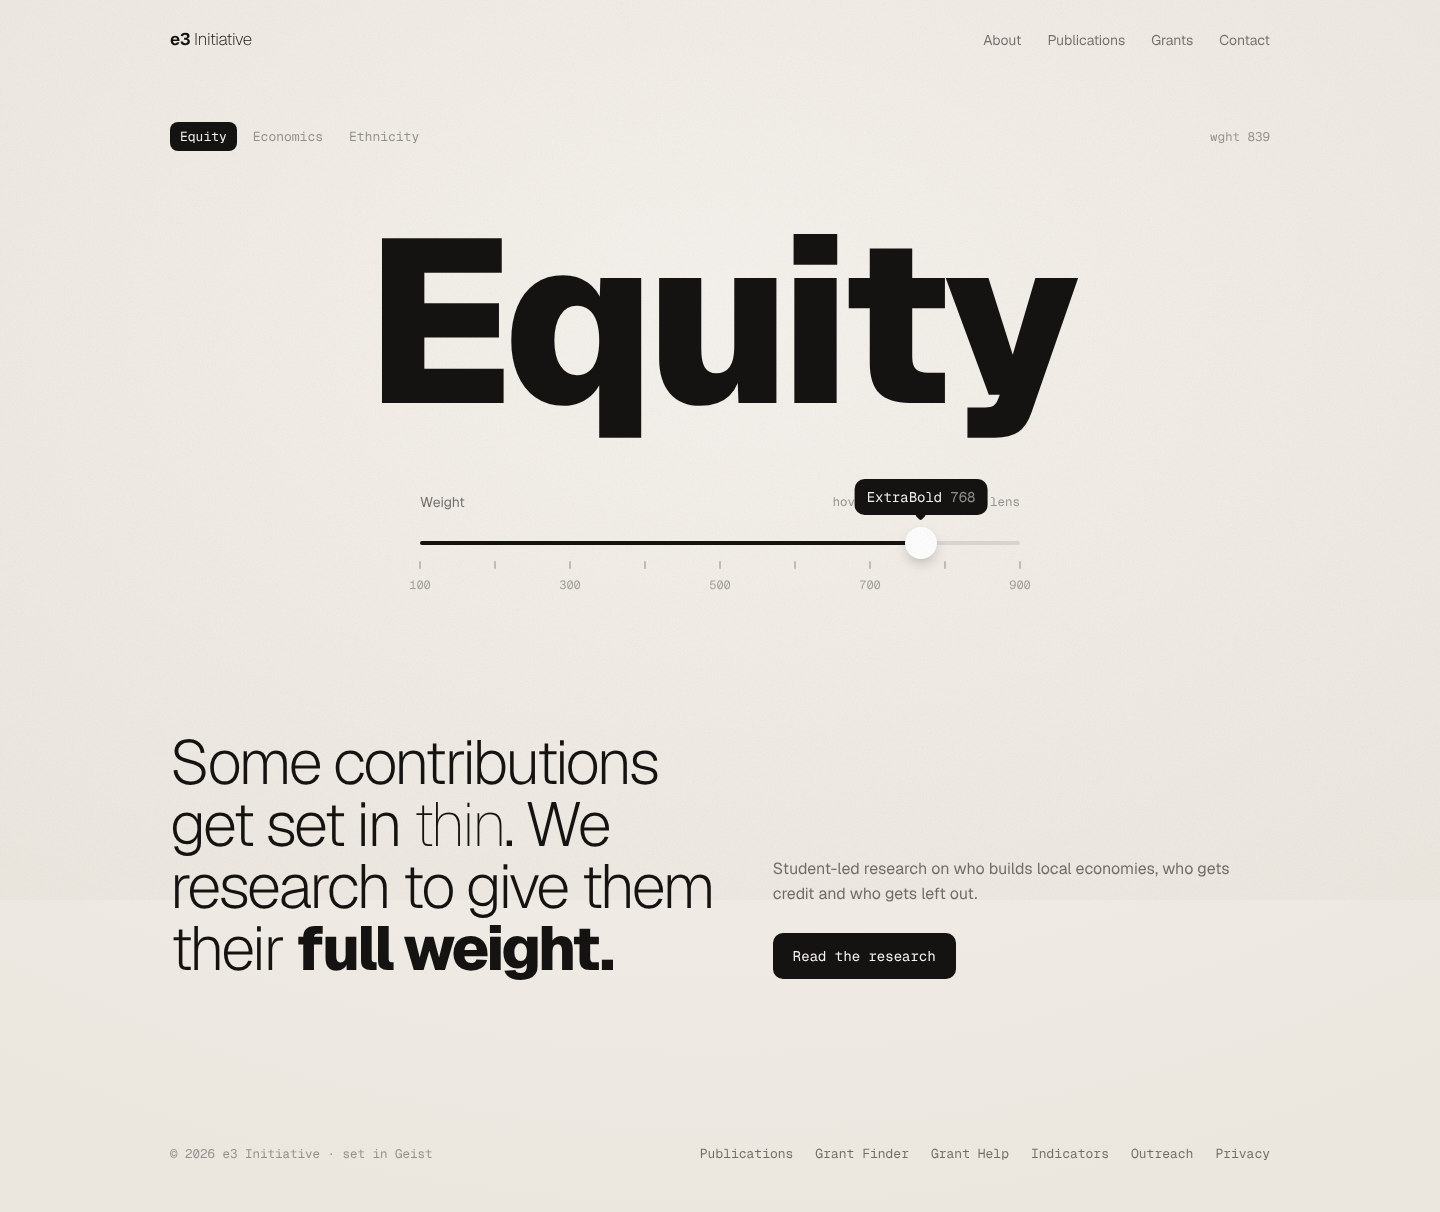 e3 Initiative
About Publications Grants Contact
Equity Economics Ethnicity
wght 839
Equity
Weight
lens
ExtraBold 768
100 300 500 700 900
Some contributions
get set in thin. We
research to give them
their full weight.
Student-led research on who builds local economies, who gets
credit and who gets left out.
Read the research
© 2026 e3 Initiative · set in Geist
Publications Grant Finder Grant Help Indicators Outreach Privacy